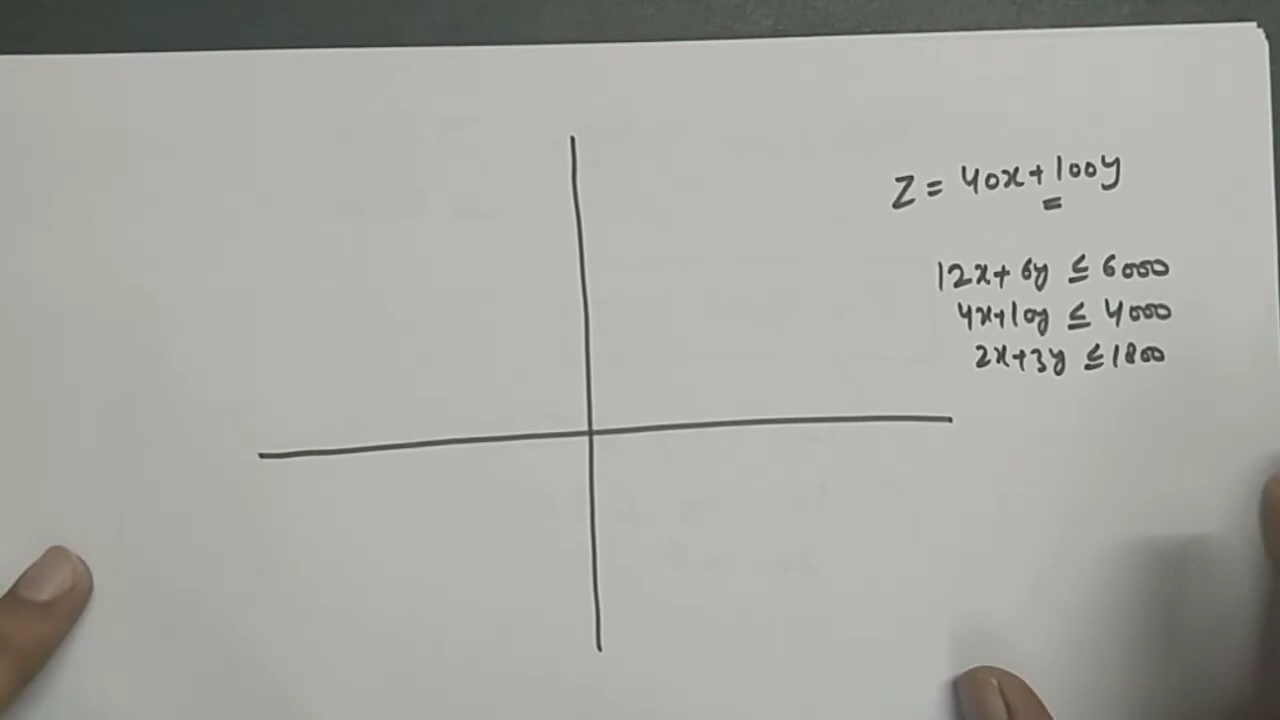 Z = 40x+100y
12x+6y ≤ 6000
4x+10y ≤ 4000
2x+3y ≤ 1800